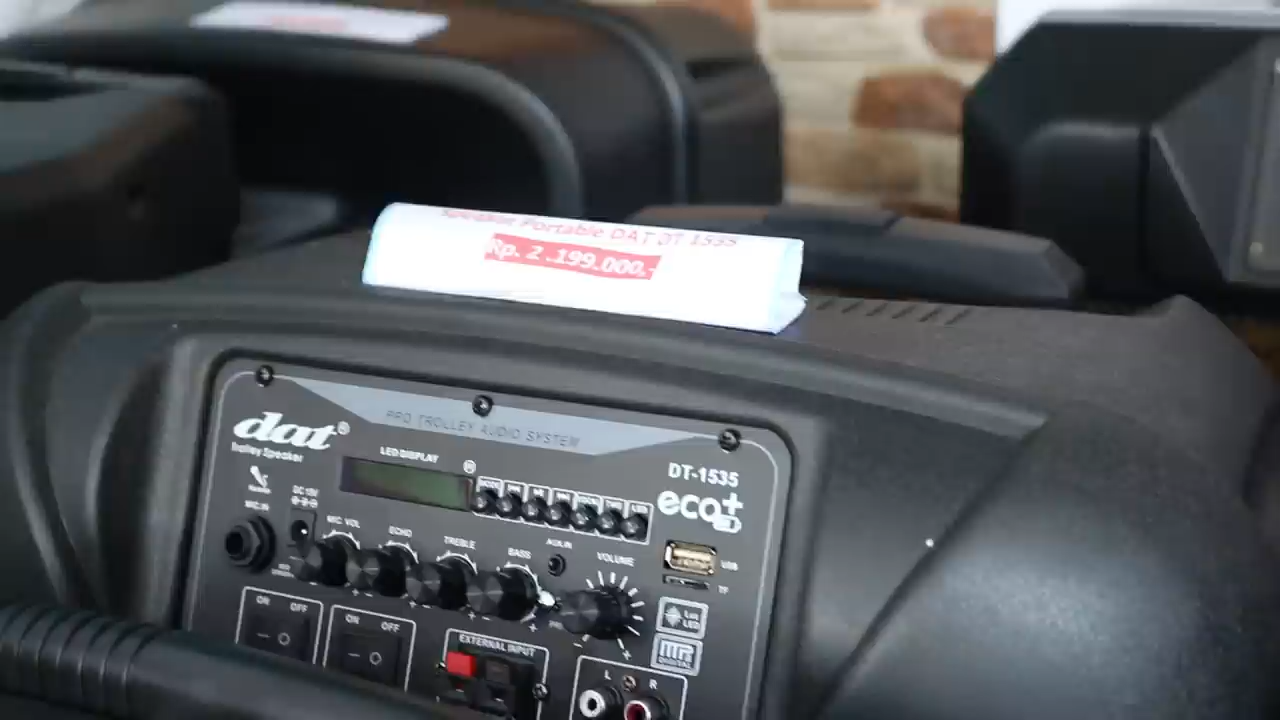 Speaker Portable DAT DT 1535
Rp. 2.199.000,-
PRO TROLLEY AUDIO SYSTEM
dat®
Trolley Speaker
LED DISPLAY
DT-1535
eco+
MIC IN
DC 15V
MIC VOL
ECHO
TREBLE
BASS
AUX IN
VOLUME
USB
TF
ON OFF
ON OFF
EXTERNAL INPUT
L R
DIGITAL